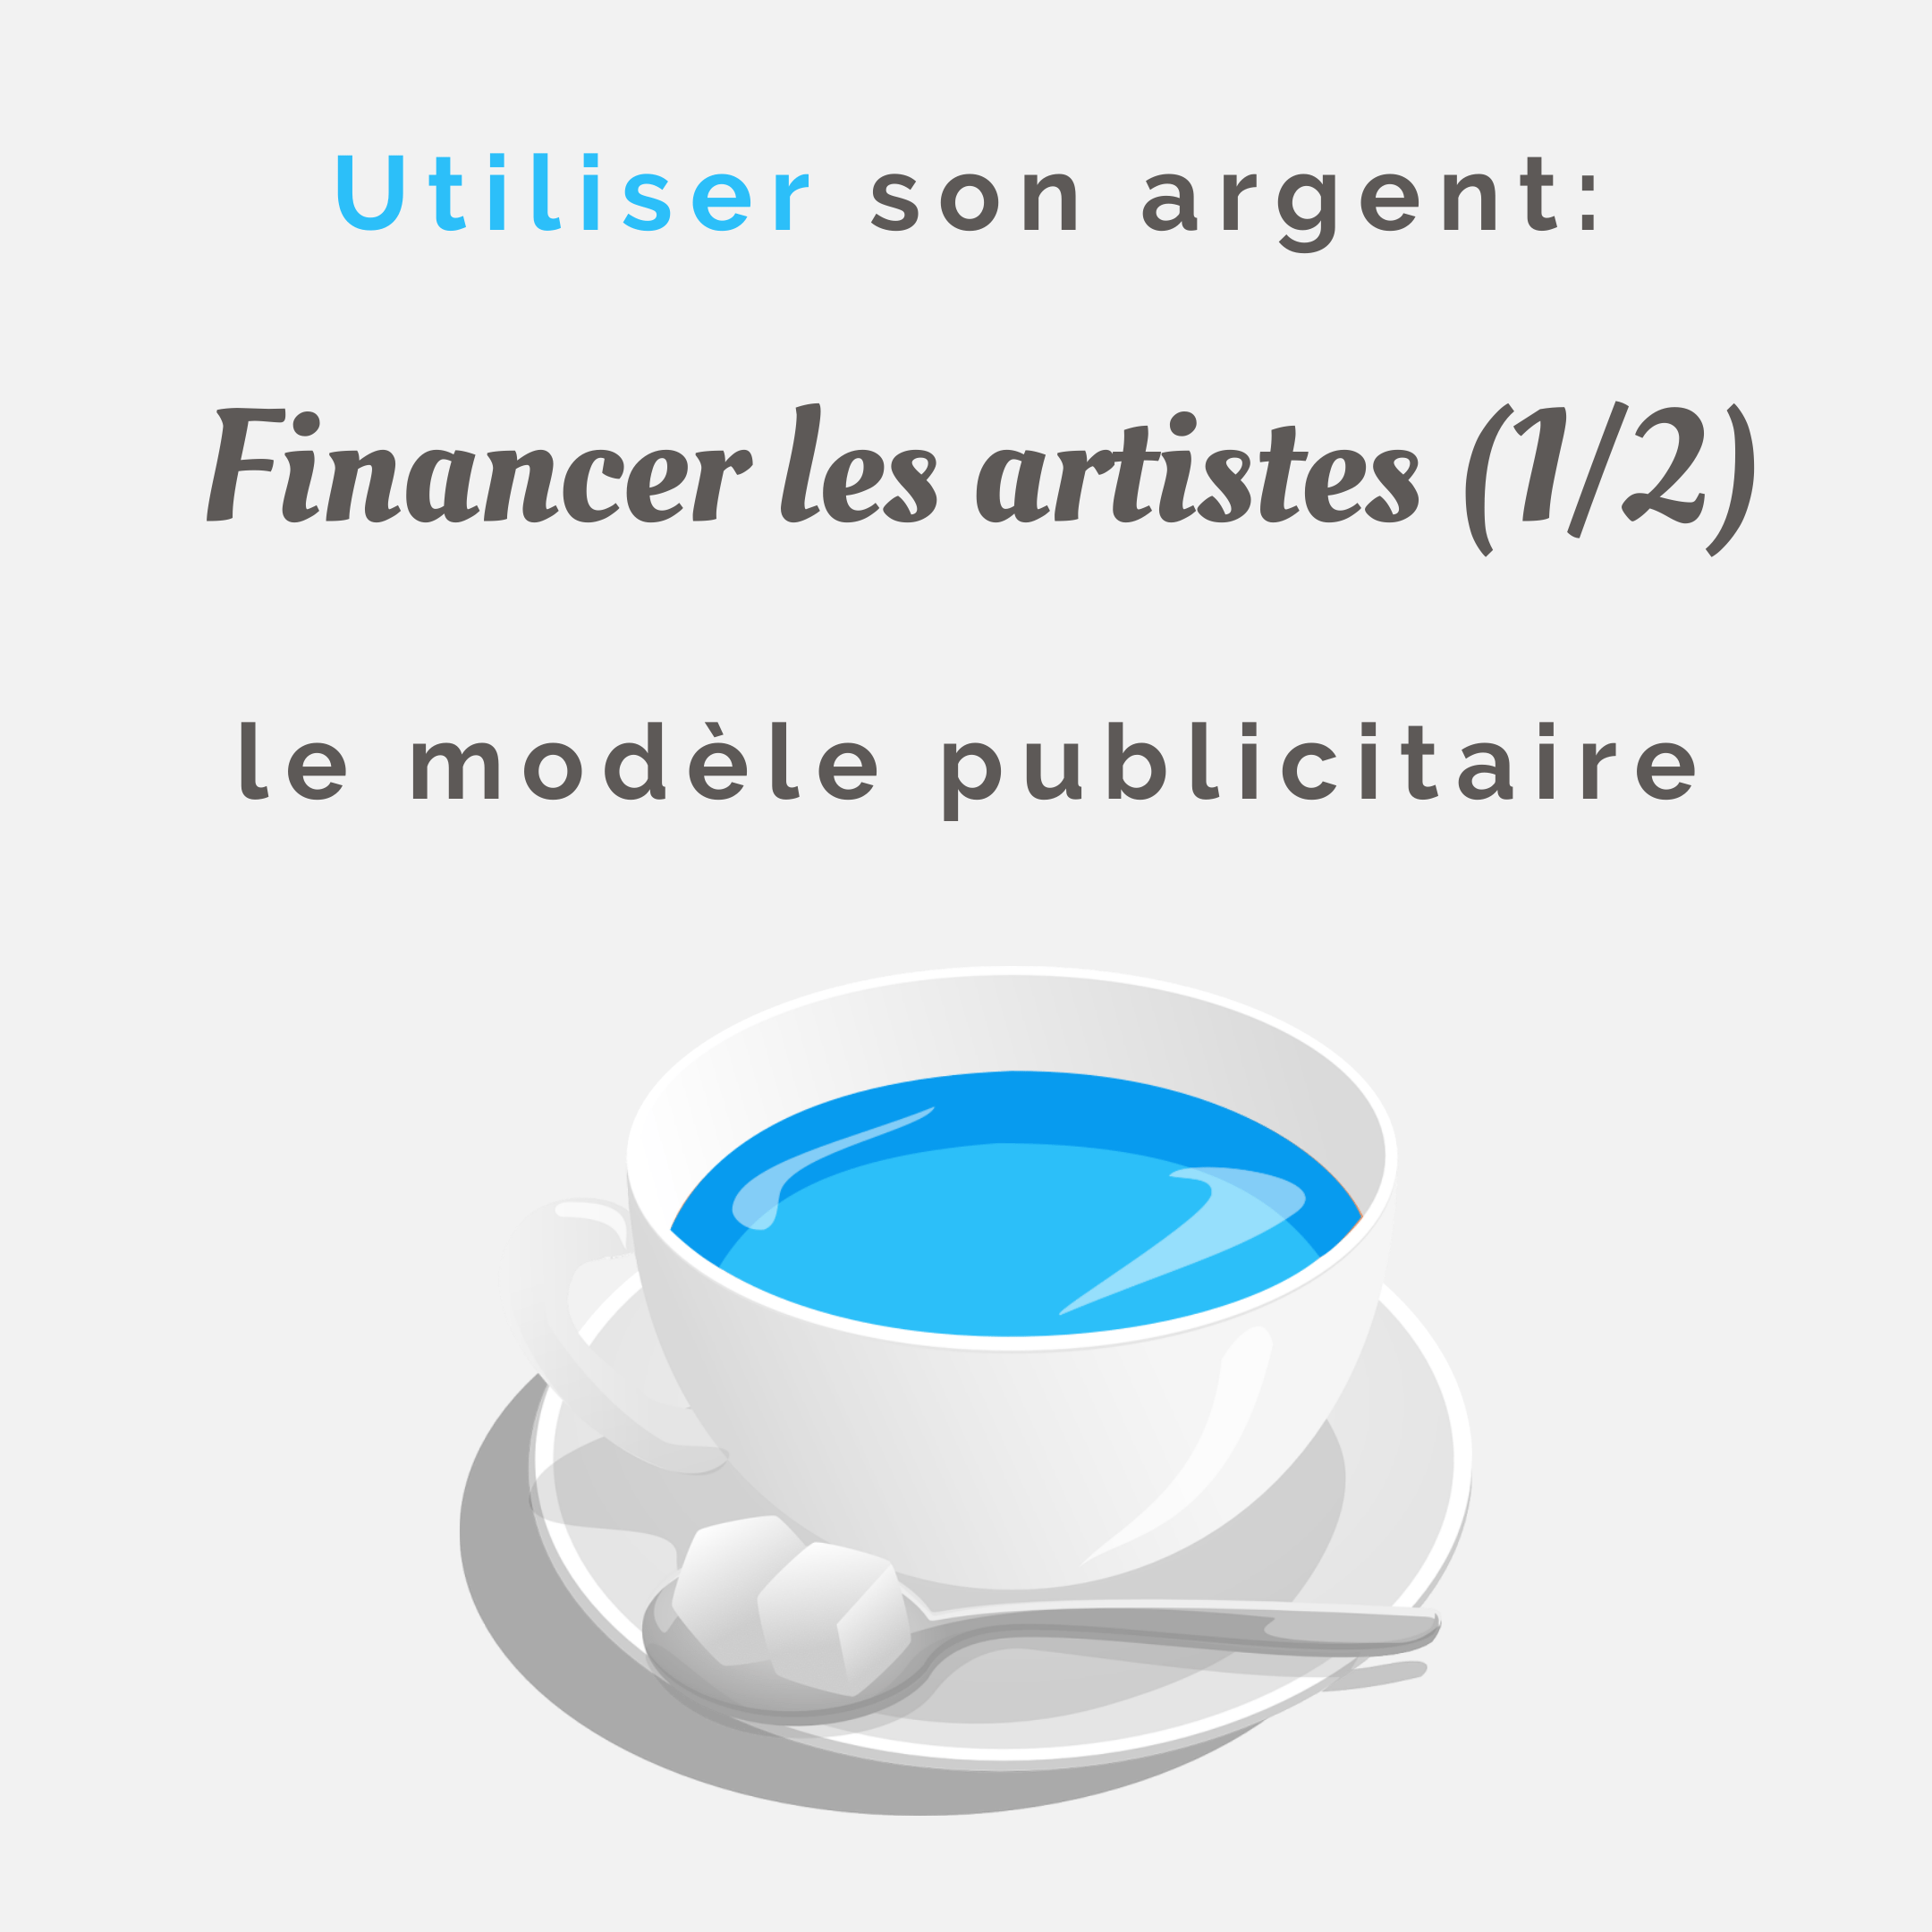 Utiliser son argent:
Financer les artistes (1/2)
le modèle publicitaire